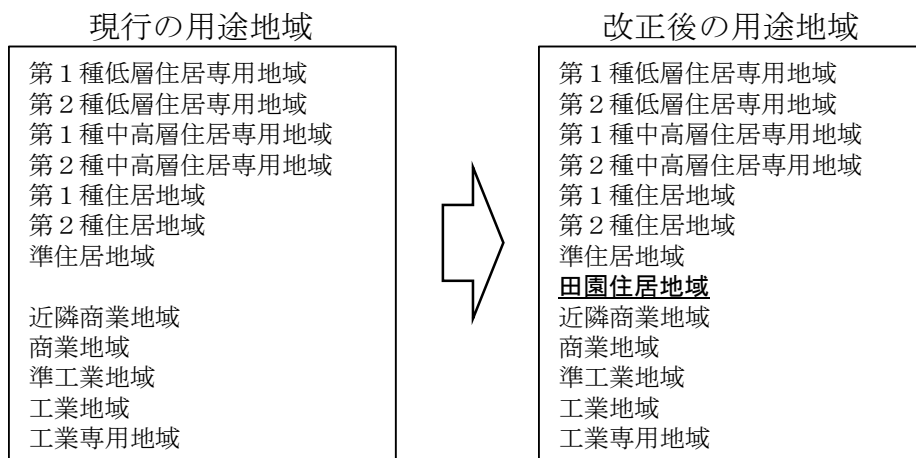 現行の用途地域
第１種低層住居専用地域
第２種低層住居専用地域
第１種中高層住居専用地域
第２種中高層住居専用地域
第１種住居地域
第２種住居地域
準住居地域
近隣商業地域
商業地域
準工業地域
工業地域
工業専用地域
改正後の用途地域
第１種低層住居専用地域
第２種低層住居専用地域
第１種中高層住居専用地域
第２種中高層住居専用地域
第１種住居地域
第２種住居地域
準住居地域
田園住居地域
近隣商業地域
商業地域
準工業地域
工業地域
工業専用地域